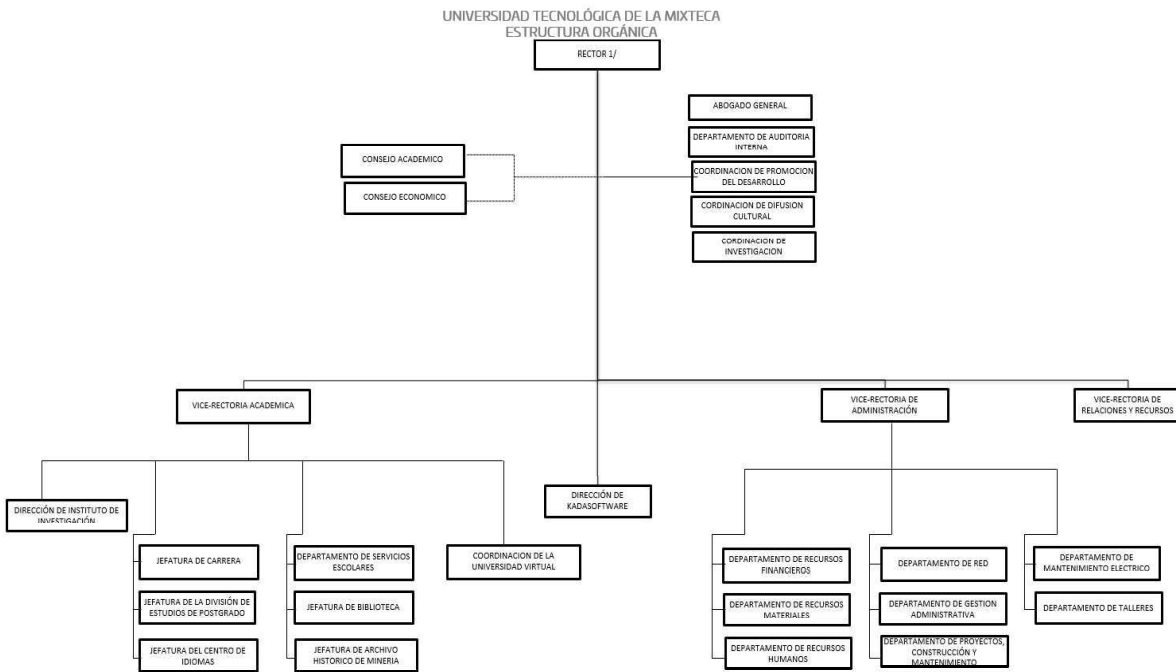 UNIVERSIDAD TECNOLÓGICA DE LA MIXTECA
ESTRUCTURA ORGÁNICA
RECTOR 1/
ABOGADO GENERAL
DEPARTAMENTO DE AUDITORIA
INTERNA
CONSEJO ACADEMICO
COORDINACION DE PROMOCION
DEL DESARROLLO
CONSEJO ECONOMICO
CORDINACION DE DIFUSION
CULTURAL
CORDINACION DE
INVESTIGACION
VICE-RECTORIA ACADEMICA
VICE-RECTORIA DE
ADMINISTRACIÓN
VICE-RECTORIA DE
RELACIONES Y RECURSOS
DIRECCIÓN DE INSTITUTO DE
INVESTIGACIÓN
DIRECCIÓN DE
KADASOFTWARE
JEFATURA DE CARRERA
DEPARTAMENTO DE SERVICIOS
ESCOLARES
COORDINACION DE LA
UNIVERSIDAD VIRTUAL
DEPARTAMENTO DE RECURSOS
FINANCIEROS
DEPARTAMENTO DE RED
DEPARTAMENTO DE
MANTENIMIENTO ELECTRICO
JEFATURA DE LA DIVISIÓN DE
ESTUDIOS DE POSTGRADO
JEFATURA DE BIBLIOTECA
DEPARTAMENTO DE RECURSOS
MATERIALES
DEPARTAMENTO DE GESTION
ADMINISTRATIVA
DEPARTAMENTO DE TALLERES
JEFATURA DEL CENTRO DE
IDIOMAS
JEFATURA DE ARCHIVO
HISTORICO DE MINERIA
DEPARTAMENTO DE RECURSOS
HUMANOS
DEPARTAMENTO DE PROYECTOS,
CONSTRUCCIÓN Y
MANTENIMIENTO